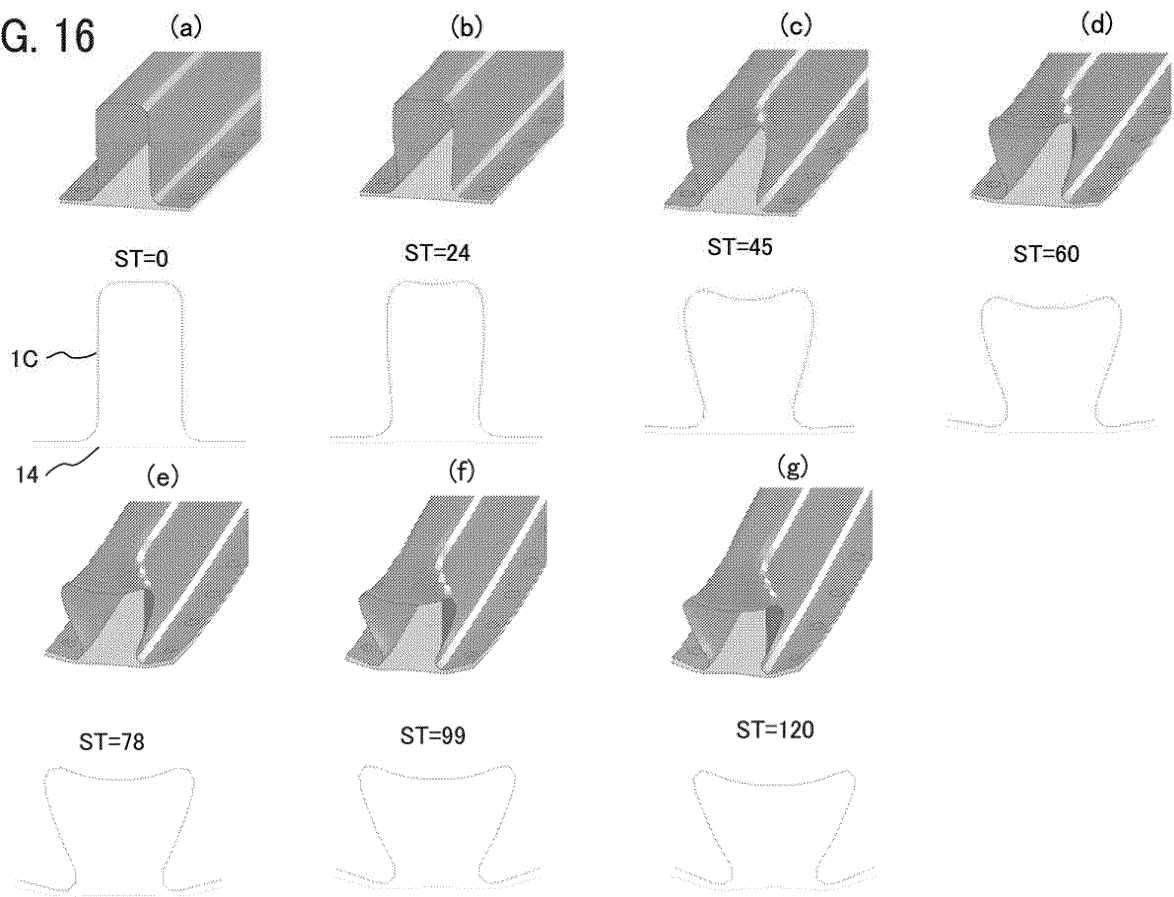 G. 16
(a)
(b)
(c)
(d)
ST=0
ST=24
ST=45
ST=60
1C
14
(e)
(f)
(g)
ST=78
ST=99
ST=120